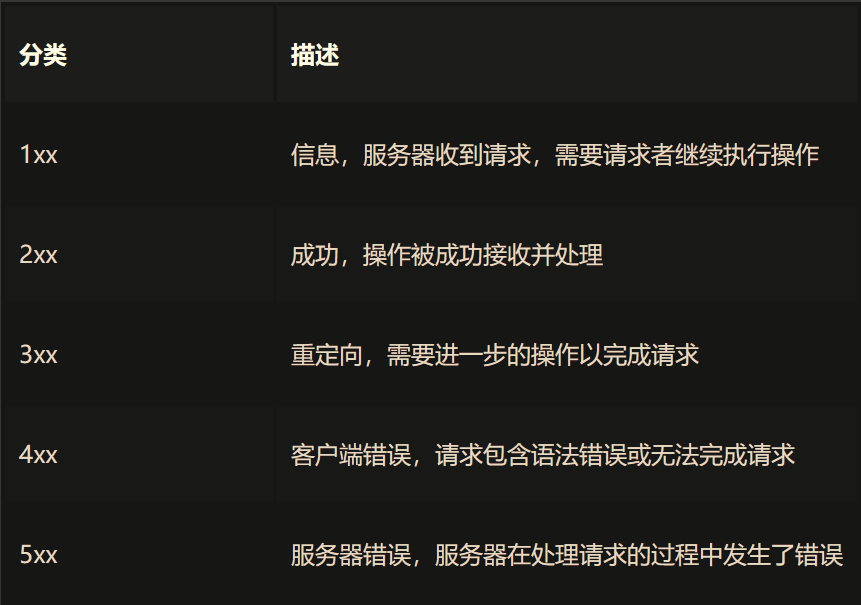 分类 描述
1xx 信息，服务器收到请求，需要请求者继续执行操作
2xx 成功，操作被成功接收并处理
3xx 重定向，需要进一步的操作以完成请求
4xx 客户端错误，请求包含语法错误或无法完成请求
5xx 服务器错误，服务器在处理请求的过程中发生了错误